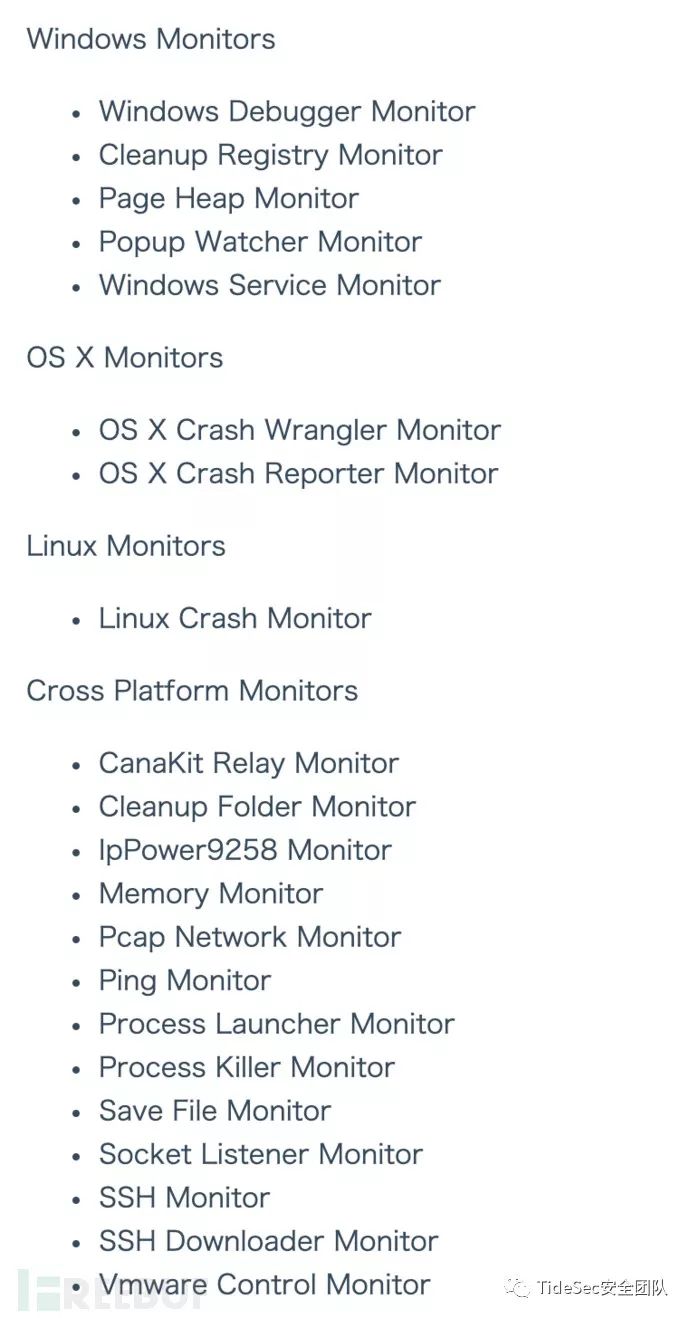 Windows Monitors
• Windows Debugger Monitor
• Cleanup Registry Monitor
• Page Heap Monitor
• Popup Watcher Monitor
• Windows Service Monitor
OS X Monitors
• OS X Crash Wrangler Monitor
• OS X Crash Reporter Monitor
Linux Monitors
• Linux Crash Monitor
Cross Platform Monitors
• CanaKit Relay Monitor
• Cleanup Folder Monitor
• IpPower9258 Monitor
• Memory Monitor
• Pcap Network Monitor
• Ping Monitor
• Process Launcher Monitor
• Process Killer Monitor
• Save File Monitor
• Socket Listener Monitor
• SSH Monitor
• SSH Downloader Monitor
• Vmware Control Monitor
TideSec安全团队